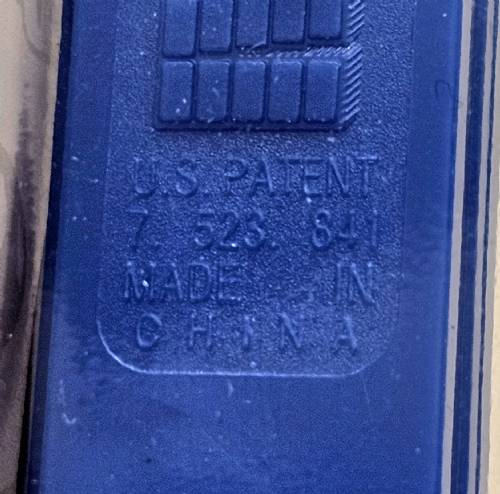 U.S. PATENT
7. 523. 841
MADE IN
CHINA